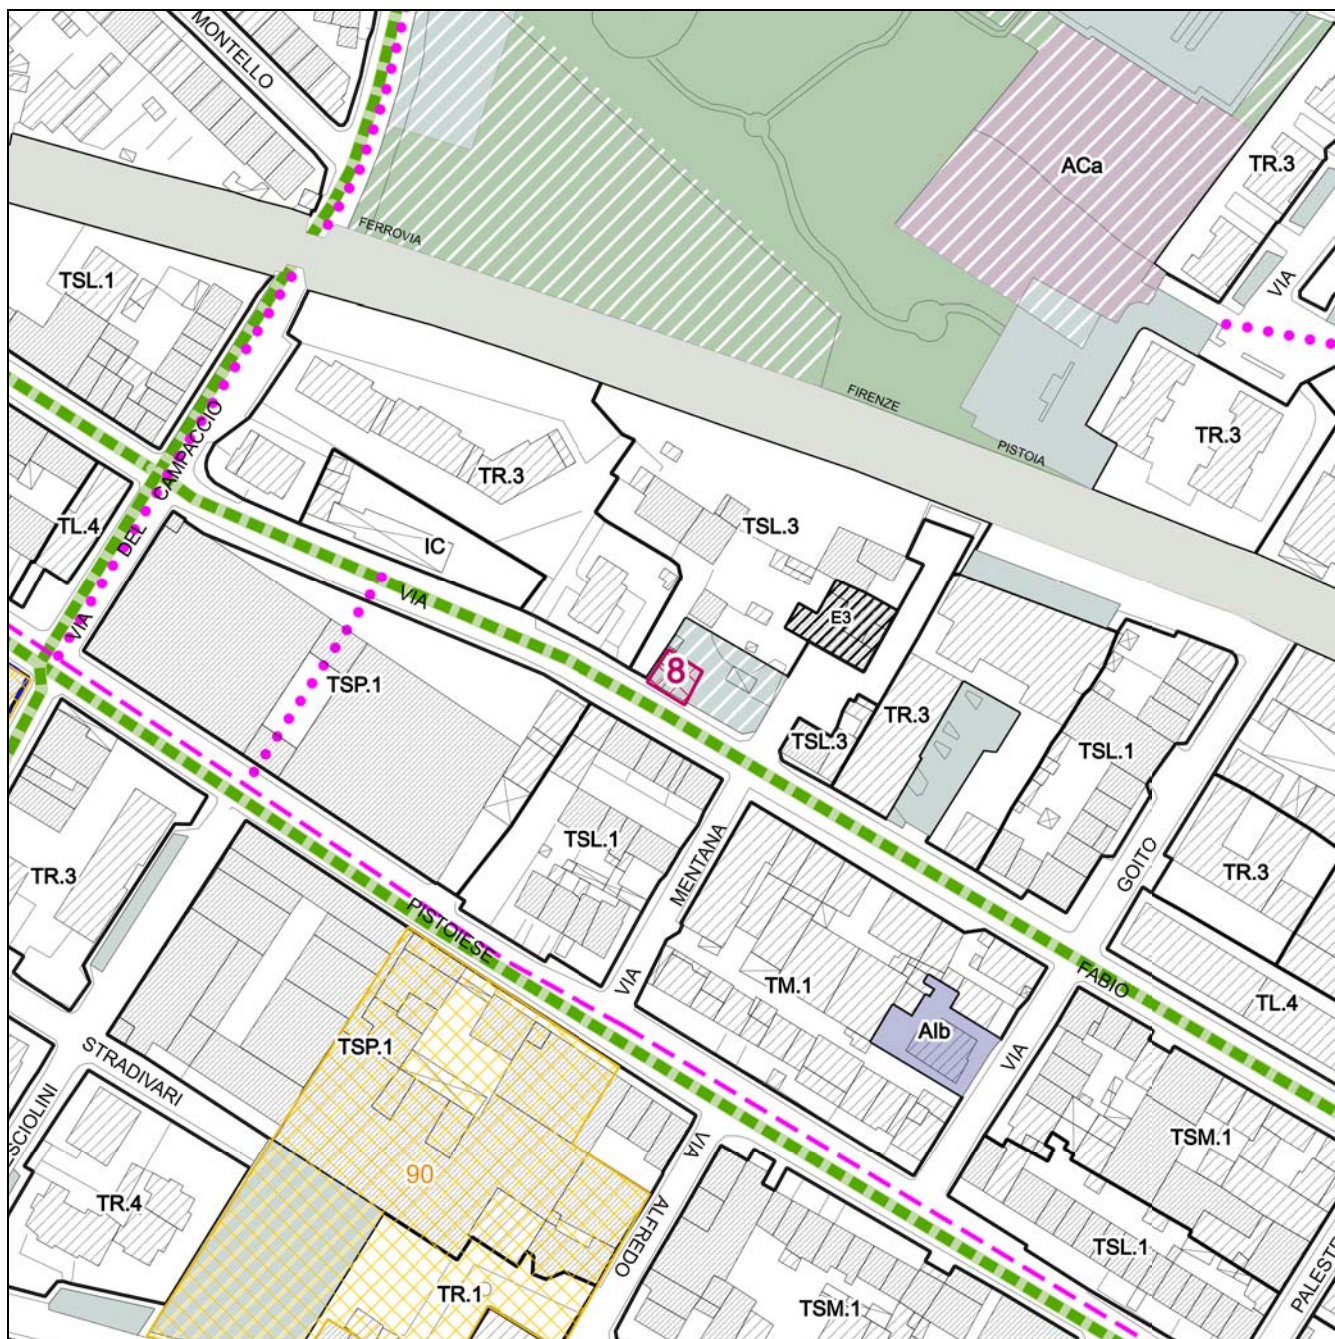 MONTELLO
ACa
TR.3
FERROVIA
VIA
TSL.1
FIRENZE
PISTOIA
TR.3
VIA DEL CAMPACCIO
TR.3
TL.4
IC
TSL.3
VIA
E3
TSP.1
8
TR.3
TSL.3
TSL.1
TSL.1
MENTANA
VIA
GOITO
VIA
TR.3
TR.3
PISTOIESE
FABIO
TM.1
TL.4
Alb
TSP.1
STRADIVARI
SCIOLINI
TSM.1
VIA
ALFREDO
90
TR.4
TSL.1
TR.1
TSM.1
PALEST